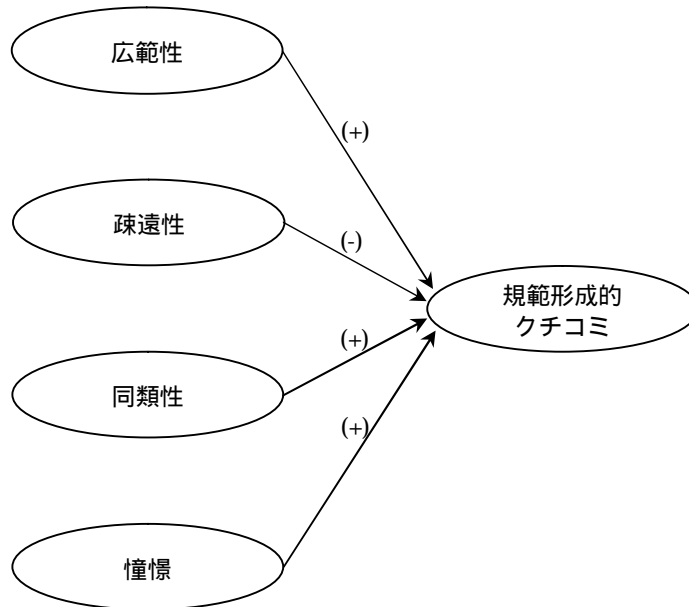 広範性
(+)
疎遠性
(-)
規範形成的
クチコミ
(+)
同類性
(+)
憧憬